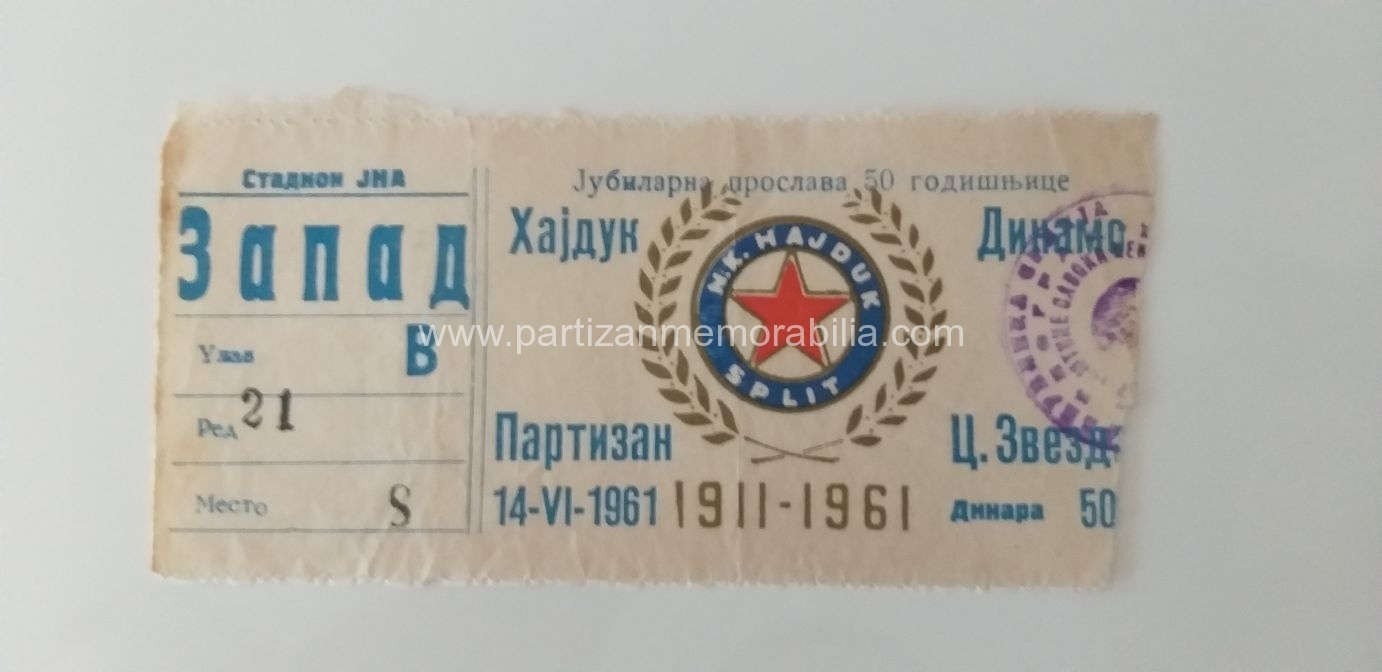 Стадион ЈНА
Запад
Улаз В
Ред 21
Место 8
Јубиларна прослава 50 годишњице
Хајдук Динамо
N.K. HAJDUK
SPLIT
Партизан Ц. Звезд
14-VI-1961 1911-1961 Динара 50
www.partizanmemorabilia.com